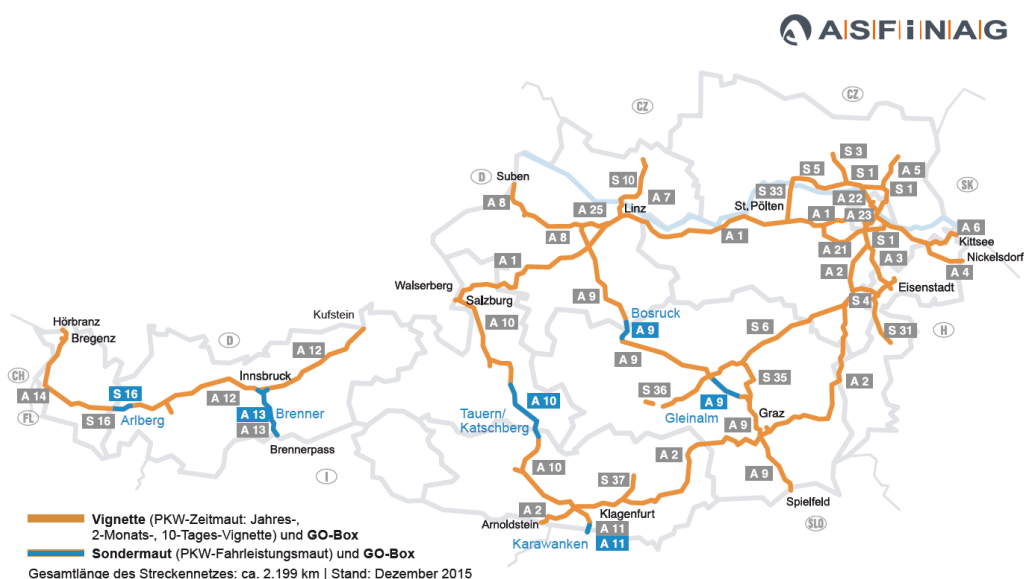 ASFiNAG
CZ
CZ
S 3
S 5
S 1
A 5
D
Suben
S 10
S 33
S 1
SK
A 7
A 22
A 8
A 25
Linz
St. Pölten
A 1
A 23
A 6
A 8
A 1
A 21
S 1
Kittsee
A 3
Nickelsdorf
A 1
A 2
A 4
Walserberg
Eisenstadt
Salzburg
A 9
S 4
Bosruck
Hörbranz
Kufstein
A 10
A 9
S 6
S 31
H
Bregenz
D
A 12
A 9
CH
Innsbruck
S 35
A 14
S 16
A 12
S 36
A 2
FL
S 16
Arlberg
A 13
Brenner
A 10
A 9
Graz
A 13
Tauern/
Katschberg
Gleinalm
A 9
Brennerpass
A 2
A 10
A 9
I
S 37
Spielfeld
A 2
Klagenfurt
Arnoldstein
A 11
SLO
Karawanken
A 11
Vignette (PKW-Zeitmaut: Jahres-,
2-Monats-, 10-Tages-Vignette) und GO-Box
Sondermaut (PKW-Fahrleistungsmaut) und GO-Box
Gesamtlänge des Streckennetzes: ca. 2.199 km | Stand: Dezember 2015